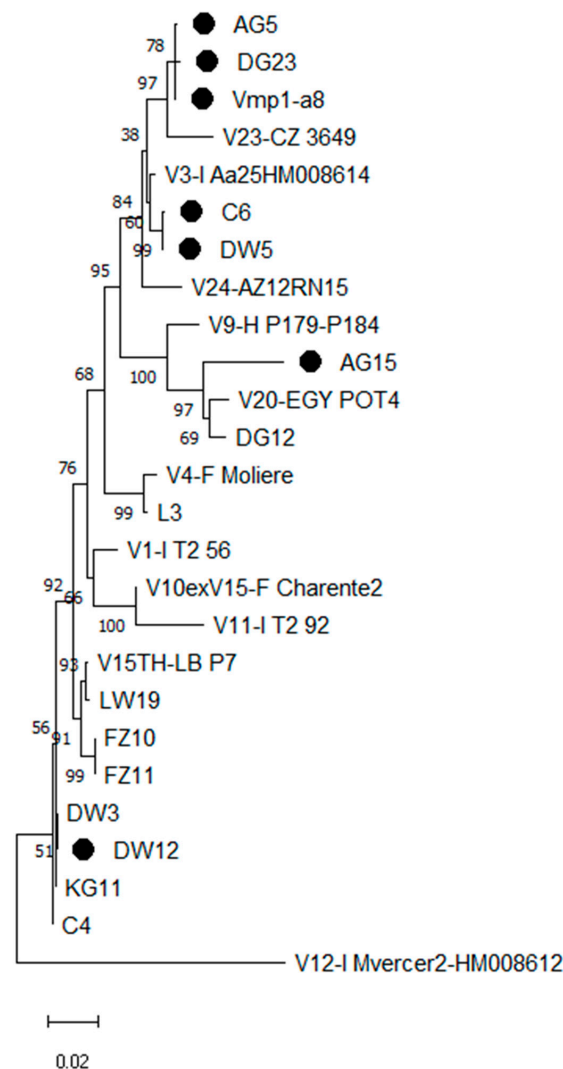 AG5
78
DG23
97
Vmp1-a8
38
V23-CZ 3649
V3-I Aa25HM008614
84
C6
60
99
DW5
95
V24-AZ12RN15
V9-H P179-P184
68
100
AG15
97
V20-EGY POT4
69
DG12
76
V4-F Moliere
99
L3
V1-I T2 56
92
66
V10exV15-F Charente2
100
V11-I T2 92
93
V15TH-LB P7
LW19
56
91
FZ10
99
FZ11
DW3
51
DW12
KG11
C4
V12-I Mvercer2-HM008612
0.02